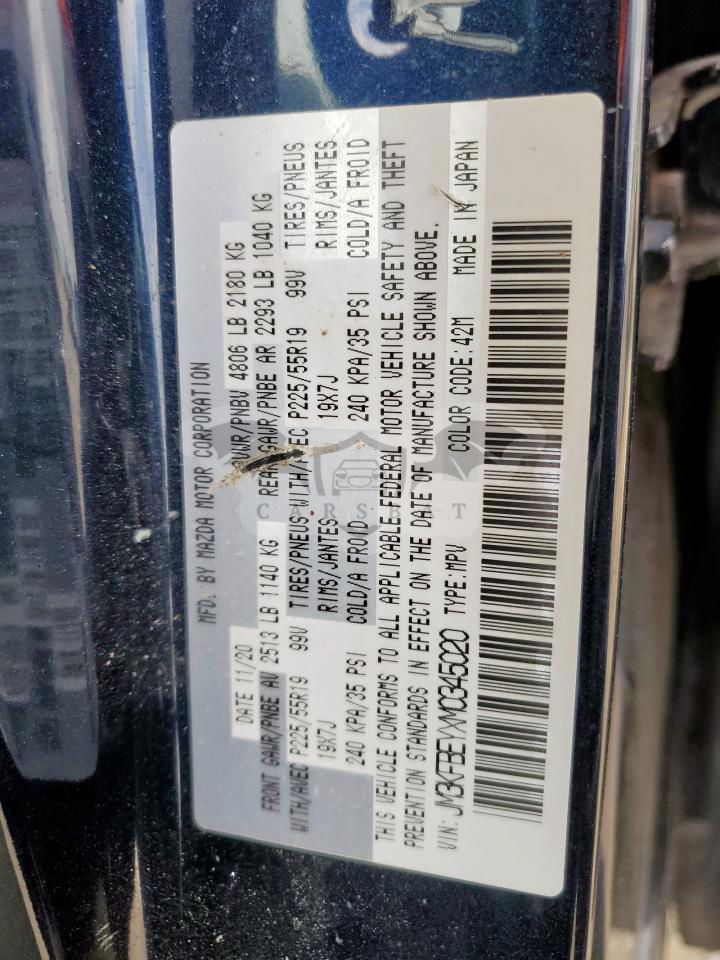 MFD. BY MAZDA MOTOR CORPORATION
DATE 11/20 GVWR/PNBV 4806 LB 2180 KG
FRONT GAWR/PNBE AV 2513 LB 1140 KG REAR GAWR/PNBE AR 2293 LB 1040 KG
WITH/AVEC P225/55R19 99V TIRES/PNEUS WITH/AVEC P225/55R19 99V TIRES/PNEUS
19X7J RIMS/JANTES 19X7J RIMS/JANTES
240 KPA/35 PSI COLD/A FROID 240 KPA/35 PSI COLD/A FROID
THIS VEHICLE CONFORMS TO ALL APPLICABLE FEDERAL MOTOR VEHICLE SAFETY AND THEFT
PREVENTION STANDARDS IN EFFECT ON THE DATE OF MANUFACTURE SHOWN ABOVE.
VIN: JM3KFBEYXM0345020 TYPE:MPV COLOR CODE:42M MADE IN JAPAN
CARSBAT